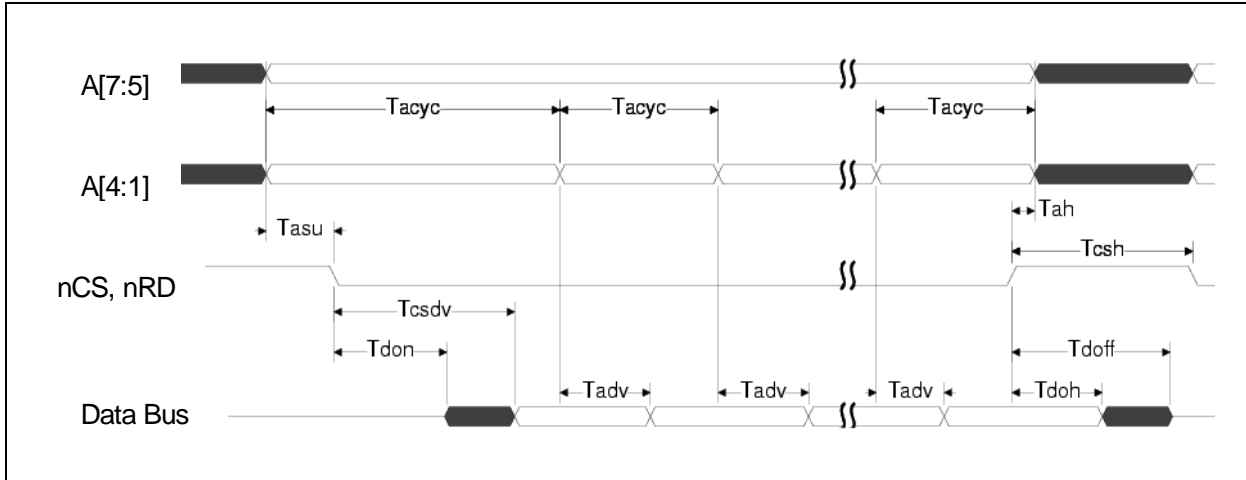 A[7:5]
Tacyc Tacyc Tacyc
A[4:1]
Tah
Tasu
Tcsh
nCS, nRD
Tcsdv
Tdon Tdoff
Tadv Tadv Tadv Tdoh
Data Bus